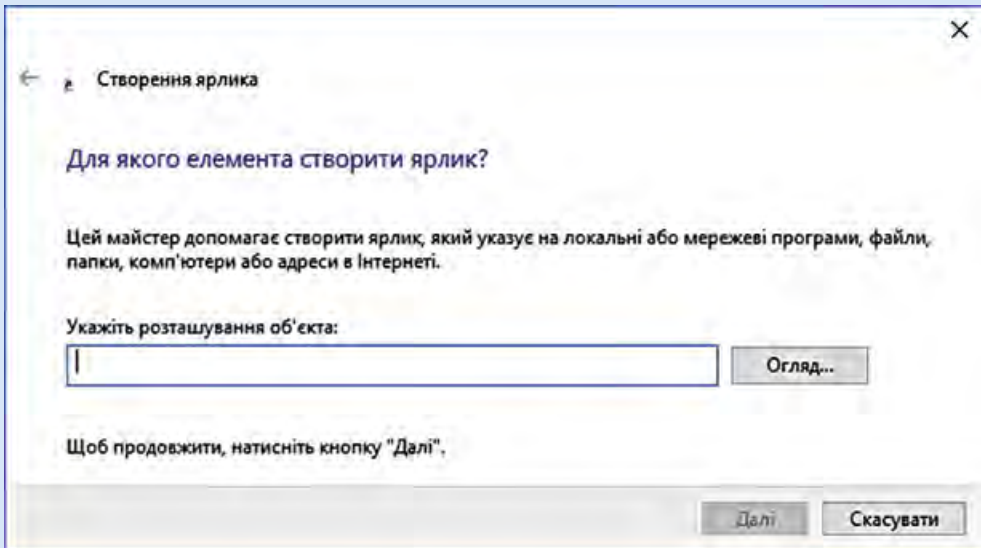 Створення ярлика
Для якого елемента створити ярлик?
Цей майстер допомагає створити ярлик, який указує на локальні або мережеві програми, файли,
папки, комп'ютери або адреси в Інтернеті.
Укажіть розташування об'єкта:
Огляд...
Щоб продовжити, натисніть кнопку "Далі".
Далі Скасувати